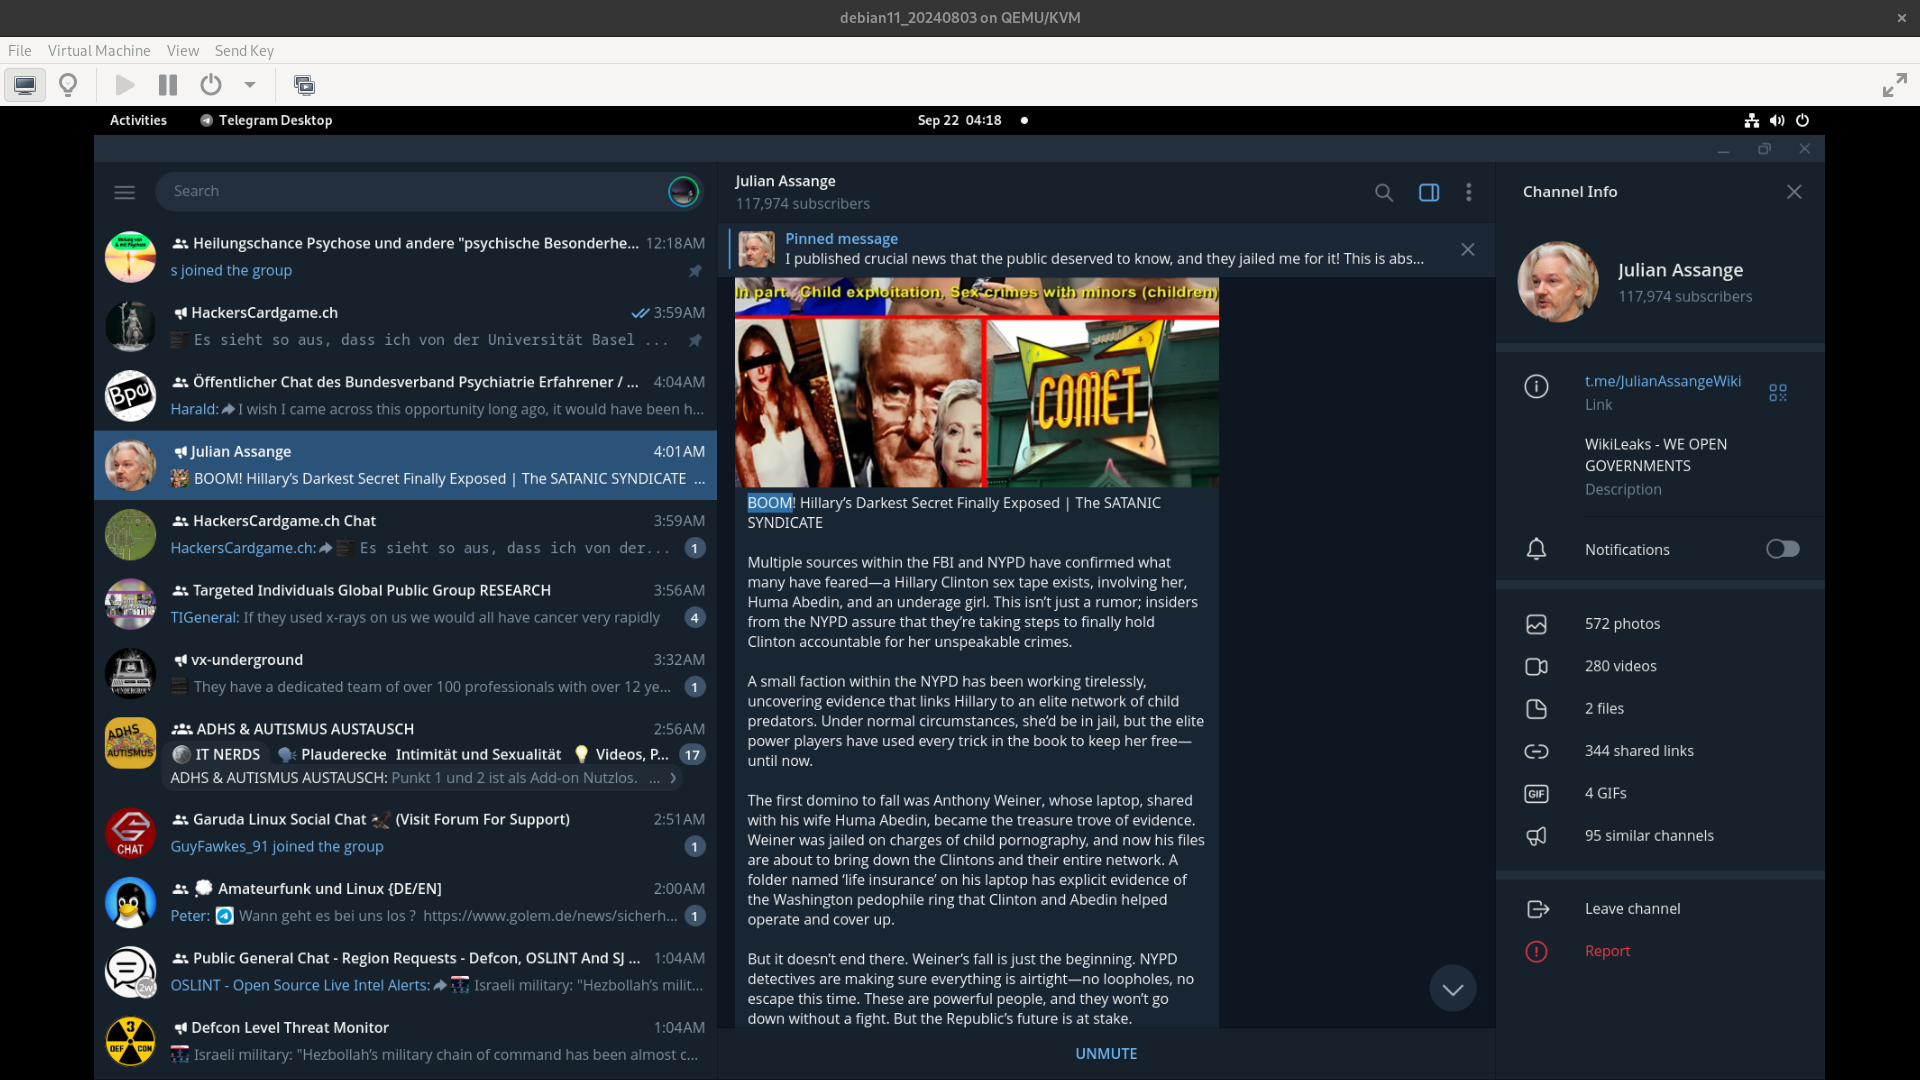 debian11_20240803 on QEMU/KVM
File Virtual Machine View Send Key
Activities Telegram Desktop Sep 22 04:18
Search
Heilungschance Psychose und andere "psychische Besonderhe... 12:18AM
s joined the group
HackersCardgame.ch 3:59AM
Es sieht so aus, dass ich von der Universität Basel ...
Öffentlicher Chat des Bundesverband Psychiatrie Erfahrener / ... 4:04AM
Harald: I wish I came across this opportunity long ago, it would have been h...
Julian Assange 4:01AM
BOOM! Hillary’s Darkest Secret Finally Exposed | The SATANIC SYNDICATE ...
HackersCardgame.ch Chat 3:59AM
HackersCardgame.ch: Es sieht so aus, dass ich von der... 1
Targeted Individuals Global Public Group RESEARCH 3:56AM
TIGeneral: If they used x-rays on us we would all have cancer very rapidly 4
vx-underground 3:32AM
They have a dedicated team of over 100 professionals with over 12 ye... 1
ADHS & AUTISMUS AUSTAUSCH 2:56AM
IT NERDS Plauderecke Intimität und Sexualität Videos, P... 17
ADHS & AUTISMUS AUSTAUSCH: Punkt 1 und 2 ist als Add-on Nutzlos. ...
Garuda Linux Social Chat (Visit Forum For Support) 2:51AM
GuyFawkes_91 joined the group 1
Amateurfunk und Linux {DE/EN] 2:00AM
Peter: Wann geht es bei uns los ? https://www.golem.de/news/sicherh... 1
Public General Chat - Region Requests - Defcon, OSLINT And SJ ... 1:04AM
OSLINT - Open Source Live Intel Alerts: Israeli military: "Hezbollah’s milit...
Defcon Level Threat Monitor 1:04AM
Israeli military: "Hezbollah’s military chain of command has been almost c...
Bpe
ADHS
AUTISMUS
CHAT
2w
3
DEF CON
Julian Assange
117,974 subscribers
Pinned message
I published crucial news that the public deserved to know, and they jailed me for it! This is abs...
In part.. Child exploitation, Sex crimes with minors (children)
COMET
BOOM! Hillary’s Darkest Secret Finally Exposed | The SATANIC
SYNDICATE
Multiple sources within the FBI and NYPD have confirmed what
many have feared—a Hillary Clinton sex tape exists, involving her,
Huma Abedin, and an underage girl. This isn’t just a rumor; insiders
from the NYPD assure that they’re taking steps to finally hold
Clinton accountable for her unspeakable crimes.
A small faction within the NYPD has been working tirelessly,
uncovering evidence that links Hillary to an elite network of child
predators. Under normal circumstances, she’d be in jail, but the elite
power players have used every trick in the book to keep her free—
until now.
The first domino to fall was Anthony Weiner, whose laptop, shared
with his wife Huma Abedin, became the treasure trove of evidence.
Weiner was jailed on charges of child pornography, and now his files
are about to bring down the Clintons and their entire network. A
folder named ‘life insurance’ on his laptop has explicit evidence of
the Washington pedophile ring that Clinton and Abedin helped
operate and cover up.
But it doesn’t end there. Weiner’s fall is just the beginning. NYPD
detectives are making sure everything is airtight—no loopholes, no
escape this time. These are powerful people, and they won’t go
down without a fight. But the Republic’s future is at stake.
UNMUTE
Channel Info
Julian Assange
117,974 subscribers
t.me/JulianAssangeWiki
Link
WikiLeaks - WE OPEN
GOVERNMENTS
Description
Notifications
572 photos
280 videos
2 files
344 shared links
GIF 4 GIFs
95 similar channels
Leave channel
Report